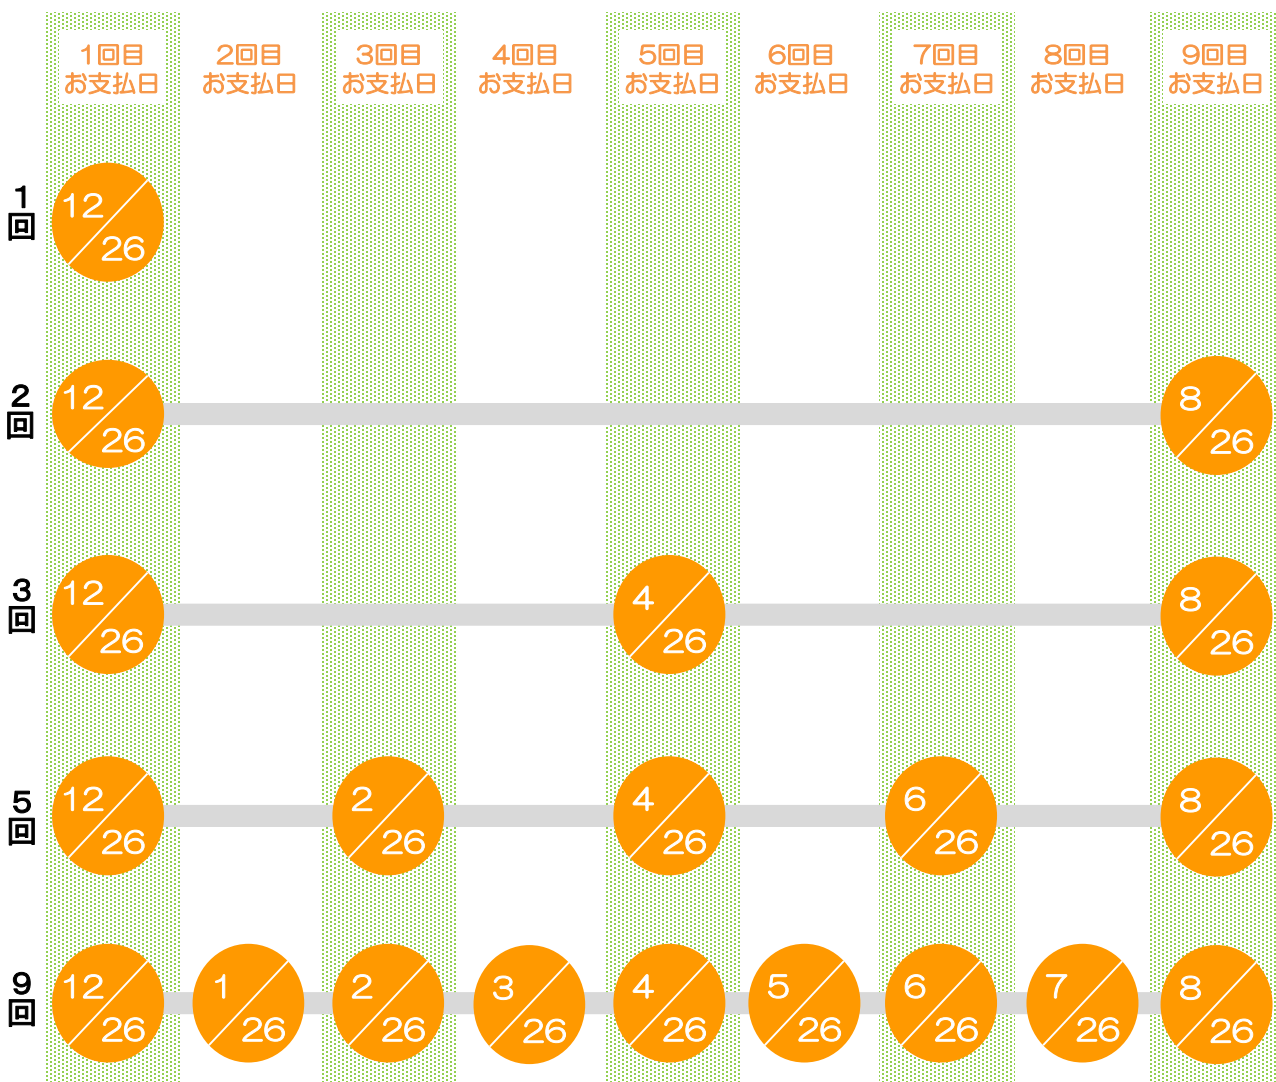 1回目 2回目 3回目 4回目 5回目 6回目 7回目 8回目 9回目
お支払日 お支払日 お支払日 お支払日 お支払日 お支払日 お支払日 お支払日 お支払日
1回 12/26
2回 12/26 8/26
3回 12/26 4/26 8/26
5回 12/26 2/26 4/26 6/26 8/26
9回 12/26 1/26 2/26 3/26 4/26 5/26 6/26 7/26 8/26